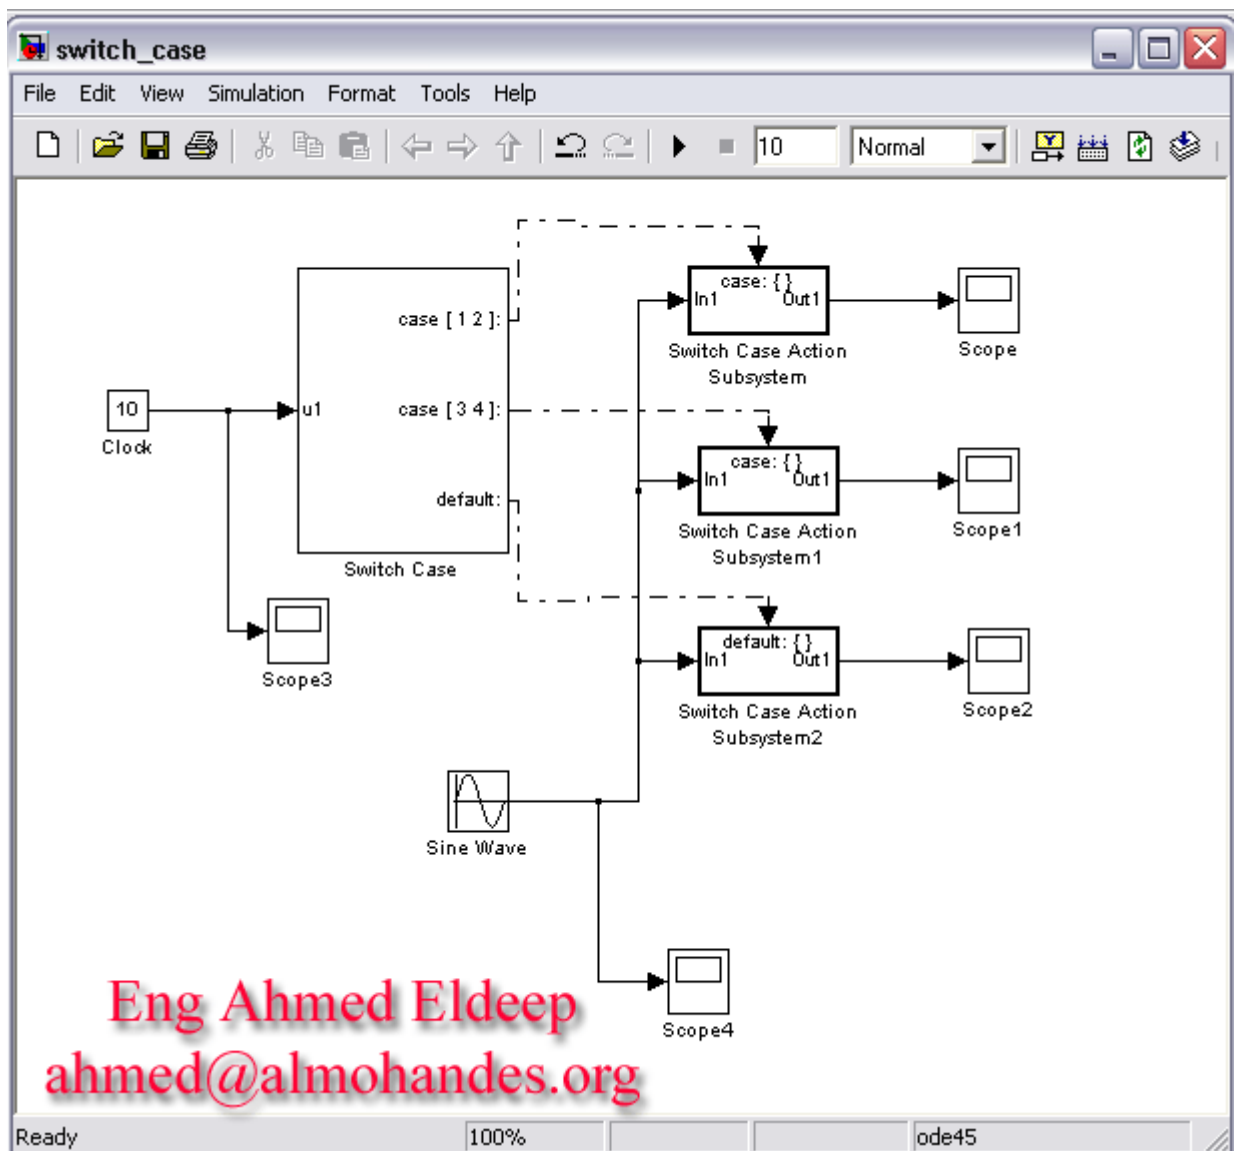 switch_case
File Edit View Simulation Format Tools Help
10 Normal
case [ 1 2 ]:
case [ 3 4 ]:
default:
u1
Switch Case
10
Clock
Scope3
case: { }
In1 Out1
Switch Case Action
Subsystem
Scope
case: { }
In1 Out1
Switch Case Action
Subsystem1
Scope1
default: { }
In1 Out1
Switch Case Action
Subsystem2
Scope2
Sine Wave
Scope4
Eng Ahmed Eldeep
ahmed@almohandes.org
Ready 100% ode45